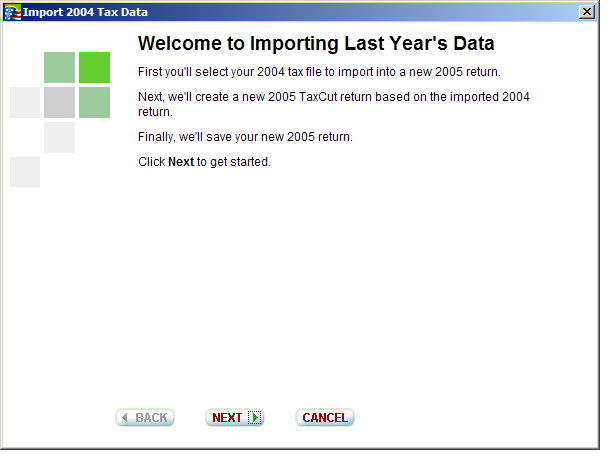 Import 2004 Tax Data
Welcome to Importing Last Year's Data
First you'll select your 2004 tax file to import into a new 2005 return.
Next, we'll create a new 2005 TaxCut return based on the imported 2004
return.
Finally, we'll save your new 2005 return.
Click Next to get started.
BACK NEXT CANCEL